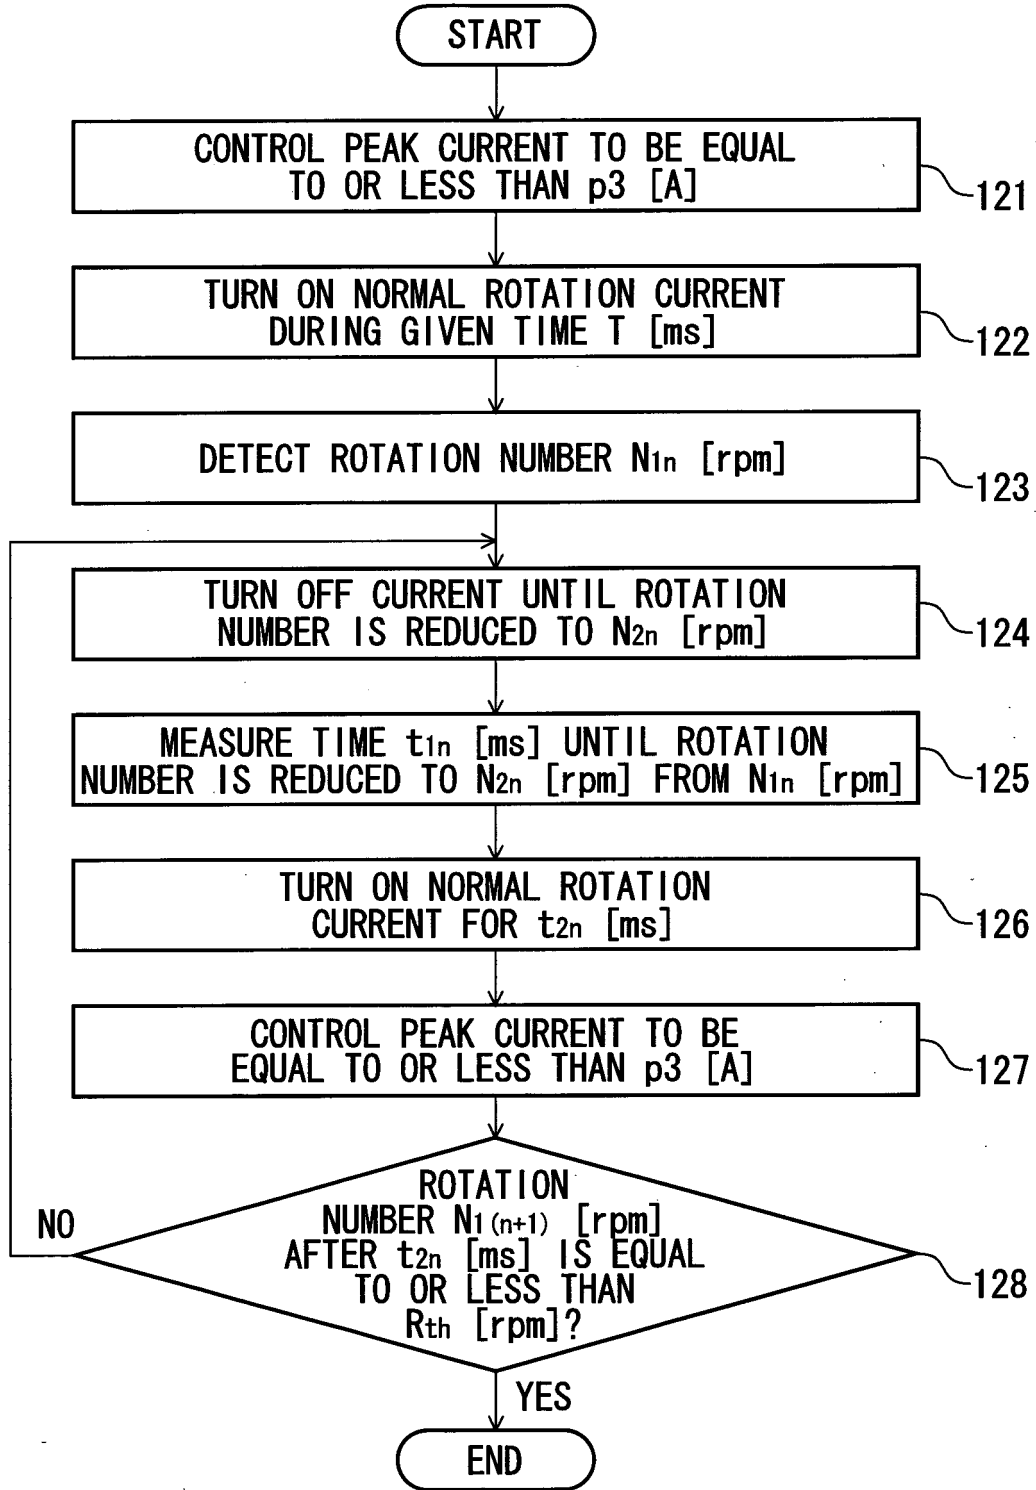 START
CONTROL PEAK CURRENT TO BE EQUAL
TO OR LESS THAN p3 [A]
121
TURN ON NORMAL ROTATION CURRENT
DURING GIVEN TIME T [ms]
122
DETECT ROTATION NUMBER N1n [rpm]
123
TURN OFF CURRENT UNTIL ROTATION
NUMBER IS REDUCED TO N2n [rpm]
124
MEASURE TIME t1n [ms] UNTIL ROTATION
NUMBER IS REDUCED TO N2n [rpm] FROM N1n [rpm]
125
TURN ON NORMAL ROTATION
CURRENT FOR t2n [ms]
126
CONTROL PEAK CURRENT TO BE
EQUAL TO OR LESS THAN p3 [A]
127
ROTATION
NUMBER N1(n+1) [rpm]
AFTER t2n [ms] IS EQUAL
TO OR LESS THAN
Rth [rpm]?
128
NO
YES
END